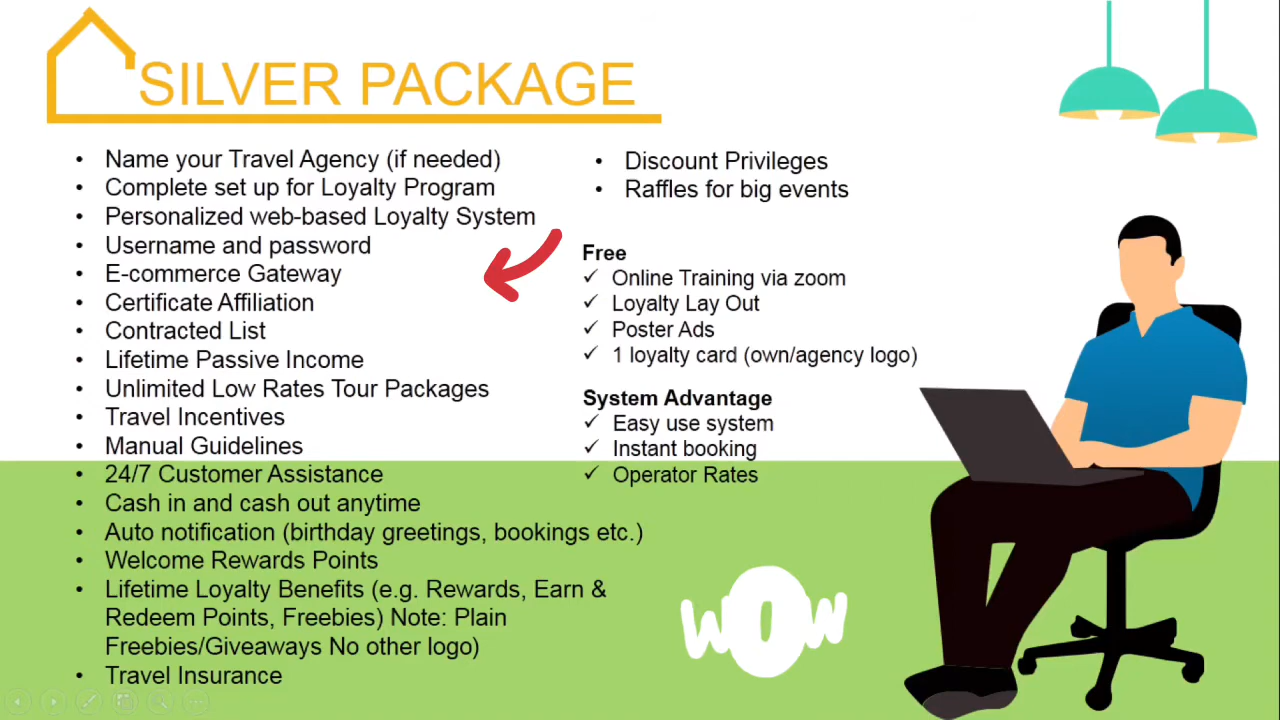 SILVER PACKAGE
• Name your Travel Agency (if needed)
• Complete set up for Loyalty Program
• Personalized web-based Loyalty System
• Username and password
• E-commerce Gateway
• Certificate Affiliation
• Contracted List
• Lifetime Passive Income
• Unlimited Low Rates Tour Packages
• Travel Incentives
• Manual Guidelines
• 24/7 Customer Assistance
• Cash in and cash out anytime
• Auto notification (birthday greetings, bookings etc.)
• Welcome Rewards Points
• Lifetime Loyalty Benefits (e.g. Rewards, Earn &
Redeem Points, Freebies) Note: Plain
Freebies/Giveaways No other logo)
• Travel Insurance
• Discount Privileges
• Raffles for big events
Free
✓ Online Training via zoom
✓ Loyalty Lay Out
✓ Poster Ads
✓ 1 loyalty card (own/agency logo)
System Advantage
✓ Easy use system
✓ Instant booking
✓ Operator Rates
WOW